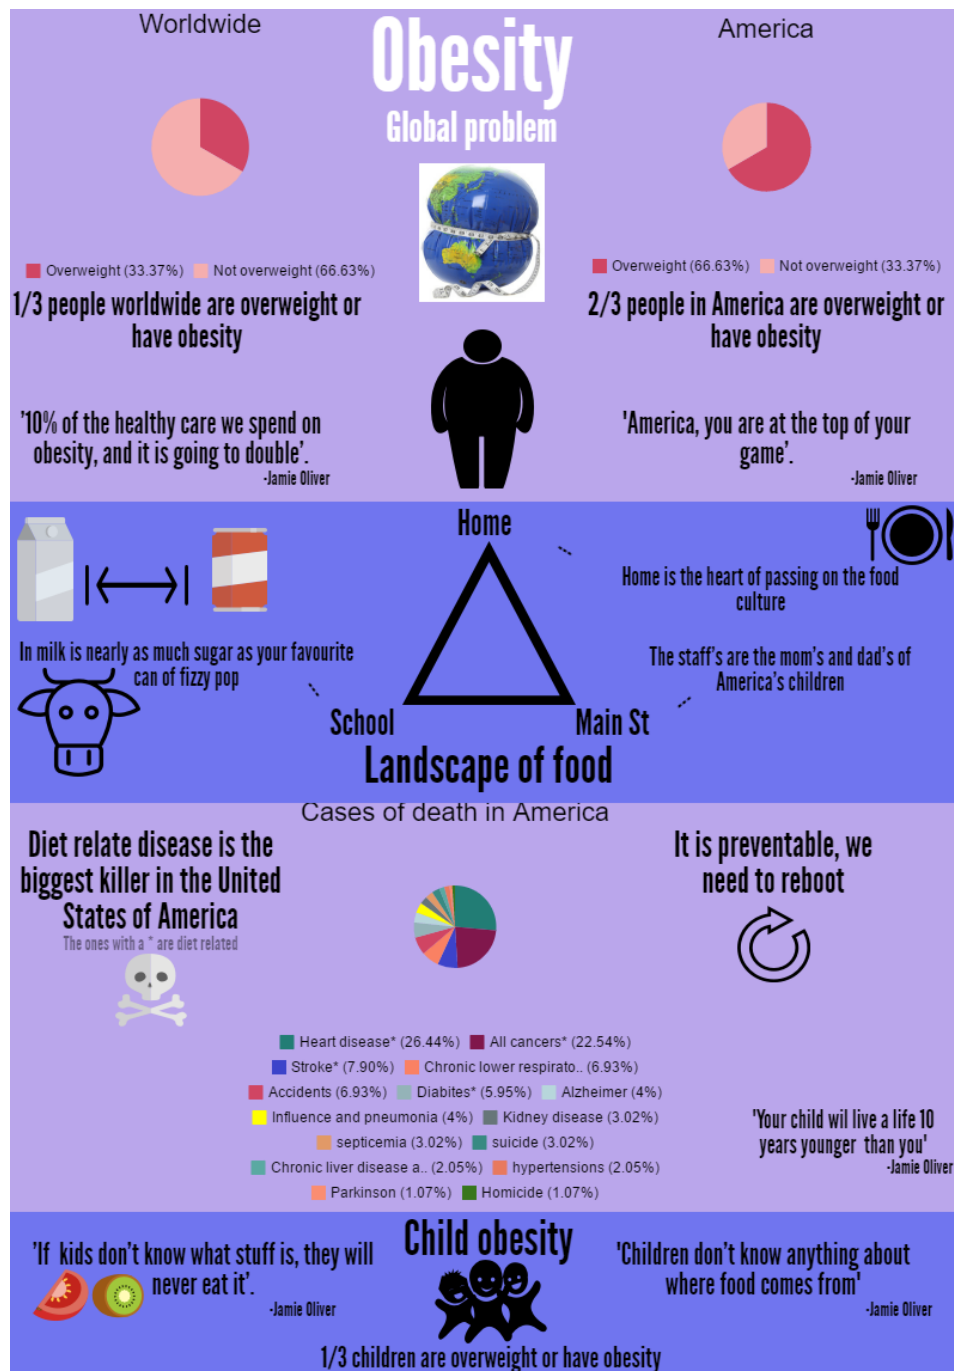 Obesity
Global problem
Worldwide
Overweight (33.37%) Not overweight (66.63%)
1/3 people worldwide are overweight or
have obesity
'10% of the healthy care we spend on
obesity, and it is going to double'.
-Jamie Oliver
America
Overweight (66.63%) Not overweight (33.37%)
2/3 people in America are overweight or
have obesity
'America, you are at the top of your
game'.
-Jamie Oliver
In milk is nearly as much sugar as your favourite
can of fizzy pop
Home
School
Main St
Landscape of food
Home is the heart of passing on the food
culture
The staff's are the mom's and dad's of
America's children
Cases of death in America
Diet relate disease is the
biggest killer in the United
States of America
The ones with a * are diet related
It is preventable, we
need to reboot
Heart disease* (26.44%) All cancers* (22.54%)
Stroke* (7.90%) Chronic lower respirato.. (6.93%)
Accidents (6.93%) Diabites* (5.95%) Alzheimer (4%)
Influence and pneumonia (4%) Kidney disease (3.02%)
septicemia (3.02%) suicide (3.02%)
Chronic liver disease a.. (2.05%) hypertensions (2.05%)
Parkinson (1.07%) Homicide (1.07%)
'Your child wil live a life 10
years younger than you'
-Jamie Oliver
Child obesity
'If kids don't know what stuff is, they will
never eat it'.
-Jamie Oliver
'Children don't know anything about
where food comes from'
-Jamie Oliver
1/3 children are overweight or have obesity